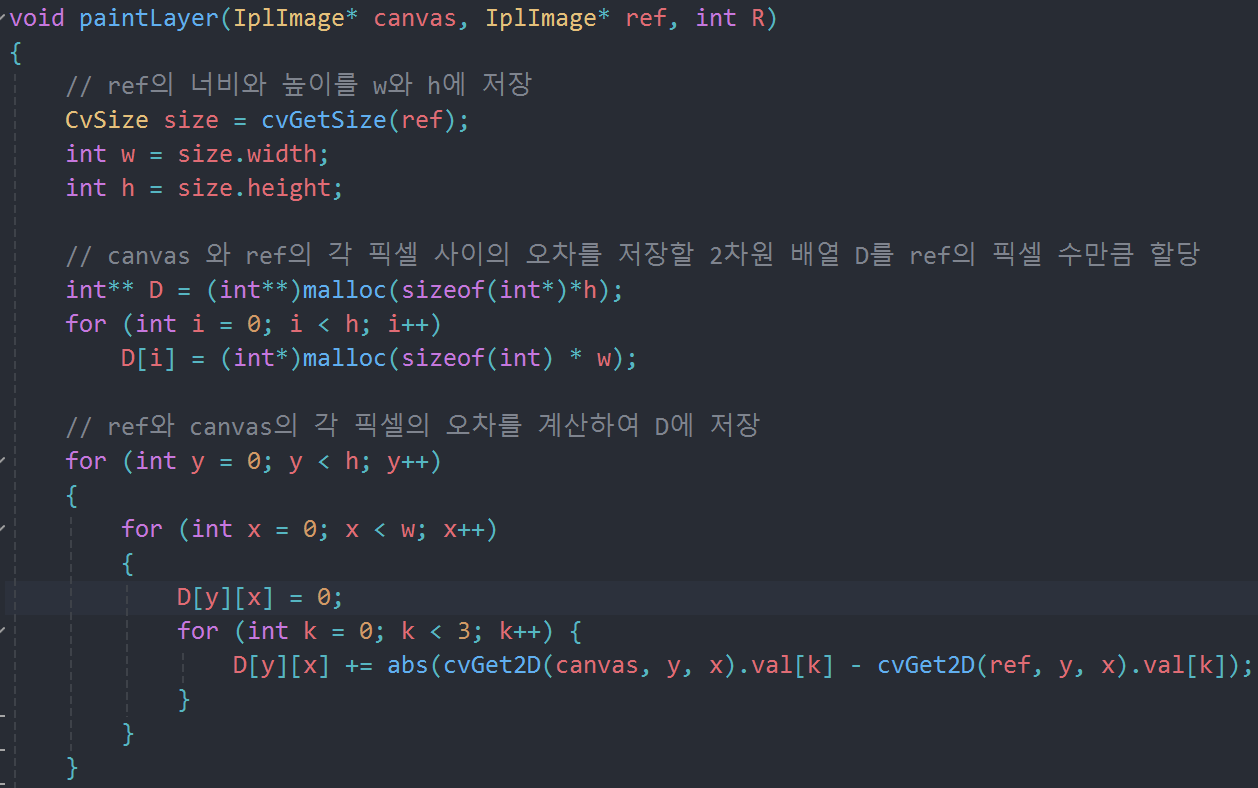 void paintLayer(IplImage* canvas, IplImage* ref, int R)
{
// ref의 너비와 높이를 w와 h에 저장
CvSize size = cvGetSize(ref);
int w = size.width;
int h = size.height;
// canvas 와 ref의 각 픽셀 사이의 오차를 저장할 2차원 배열 D를 ref의 픽셀 수만큼 할당
int** D = (int**)malloc(sizeof(int*)*h);
for (int i = 0; i < h; i++)
D[i] = (int*)malloc(sizeof(int) * w);
// ref와 canvas의 각 픽셀의 오차를 계산하여 D에 저장
for (int y = 0; y < h; y++)
{
for (int x = 0; x < w; x++)
{
D[y][x] = 0;
for (int k = 0; k < 3; k++) {
D[y][x] += abs(cvGet2D(canvas, y, x).val[k] - cvGet2D(ref, y, x).val[k]);
}
}
}